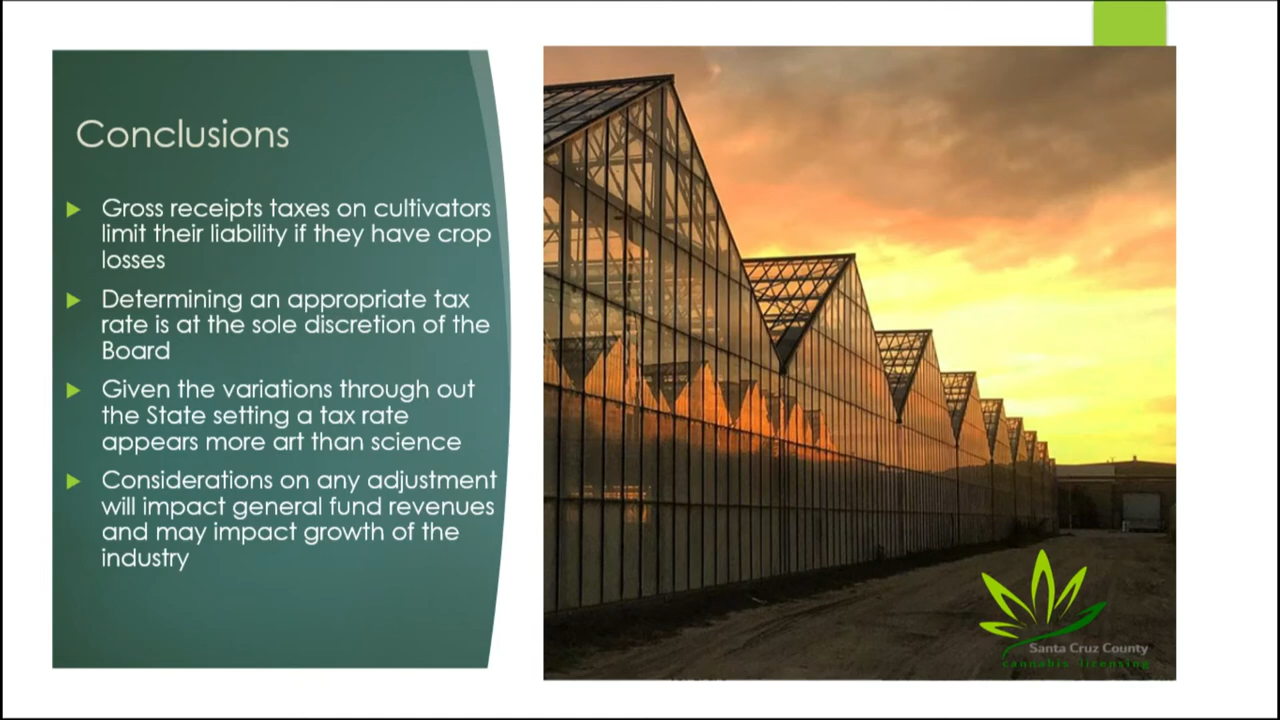 Conclusions
Gross receipts taxes on cultivators
limit their liability if they have crop
losses
Determining an appropriate tax
rate is at the sole discretion of the
Board
Given the variations through out
the State setting a tax rate
appears more art than science
Considerations on any adjustment
will impact general fund revenues
and may impact growth of the
industry
Santa Cruz County
cannabis licensing